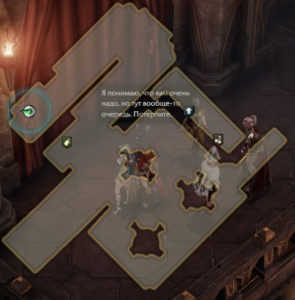 Я понимаю, что вам очень
надо, но тут вообще-то
очередь. Потерпите.